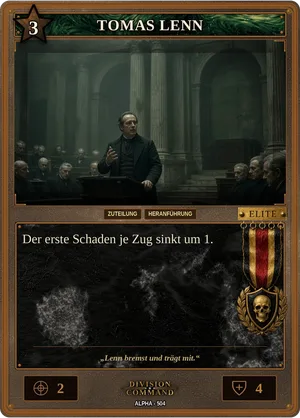 3
TOMAS LENN
ZUTEILUNG
HERANFÜHRUNG
ELITE
Der erste Schaden je Zug sinkt um 1.
„Lenn bremst und trägt mit.“
2
DIVISION
COMMAND
4
ALPHA · 504